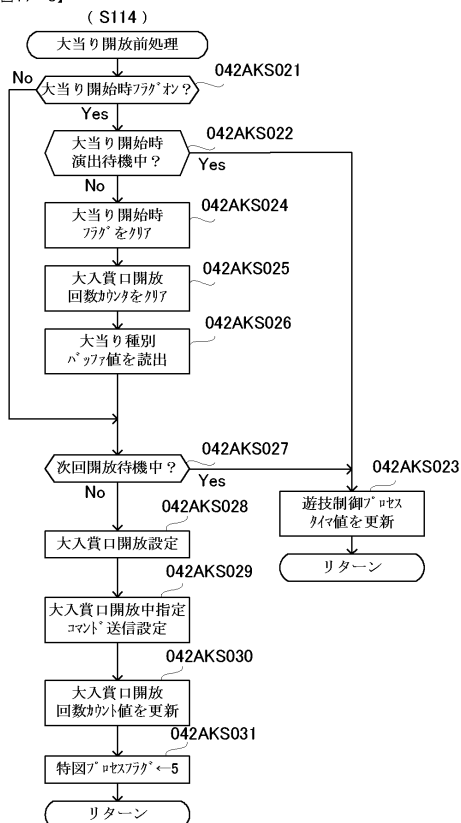 ( S114 )
大当り開放前処理
042AKS021
No
大当り開始時ﾌﾗｸﾞｵﾝ？
Yes
042AKS022
大当り開始時
演出待機中？
Yes
No
042AKS024
大当り開始時
ﾌﾗｸﾞをｸﾘｱ
042AKS025
大入賞口開放
回数ｶｳﾝﾀをｸﾘｱ
042AKS026
大当り種別
ﾊﾞｯﾌｧ値を読出
042AKS027
次回開放待機中？
Yes
No
042AKS023
遊技制御ﾌﾟﾛｾｽ
ﾀｲﾏ値を更新
リターン
042AKS028
大入賞口開放設定
042AKS029
大入賞口開放中指定
ｺﾏﾝﾄﾞ送信設定
042AKS030
大入賞口開放
回数ｶｳﾝﾄ値を更新
042AKS031
特図ﾌﾟﾛｾｽﾌﾗｸﾞ←5
リターン